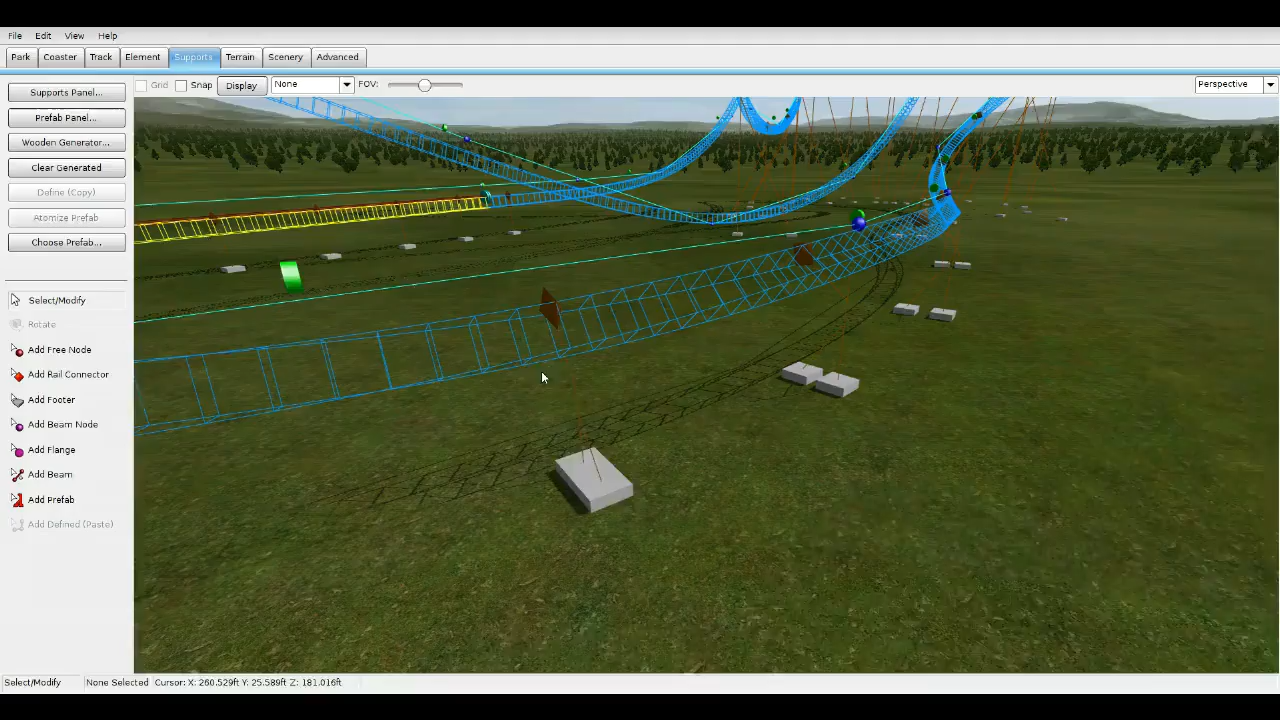 File Edit View Help
Park Coaster Track Element Supports Terrain Scenery Advanced
Supports Panel... Grid Snap Display None FOV: Perspective
Prefab Panel...
Wooden Generator...
Clear Generated
Define (Copy)
Atomize Prefab
Choose Prefab...
Select/Modify
Rotate
Add Free Node
Add Rail Connector
Add Footer
Add Beam Node
Add Flange
Add Beam
Add Prefab
Add Defined (Paste)
Select/Modify None Selected Cursor: X: 260.529ft Y: 25.589ft Z: 181.016ft